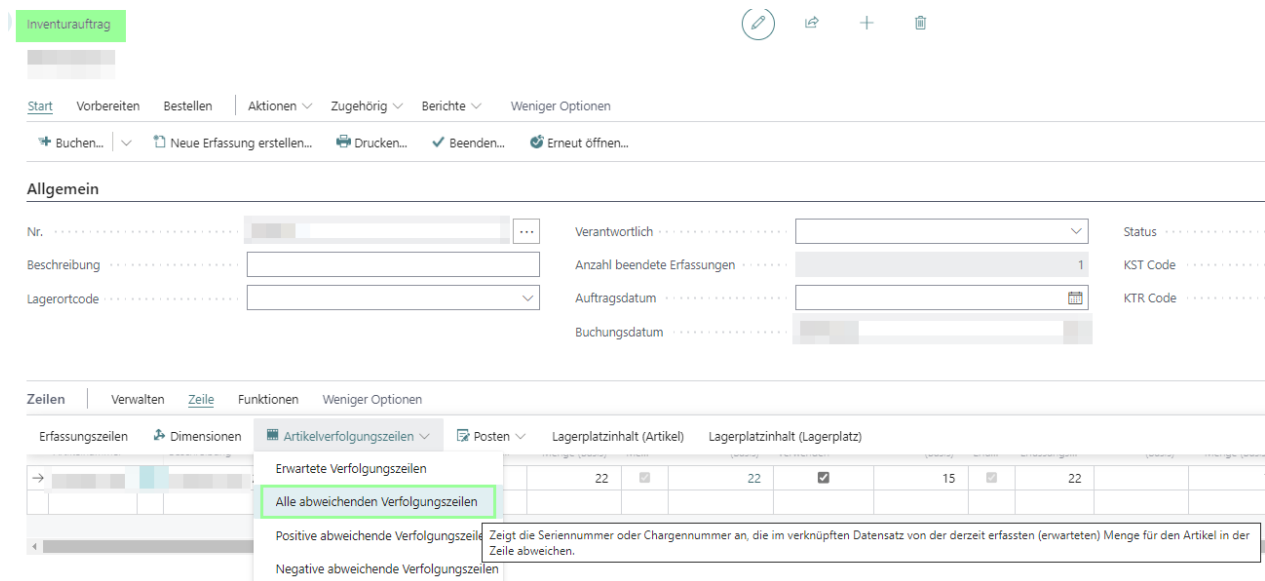 Inventurauftrag
Start Vorbereiten Bestellen Aktionen Zugehörig Berichte Weniger Optionen
Buchen... Neue Erfassung erstellen... Drucken... Beenden... Erneut öffnen...
Allgemein
Nr. ...
Beschreibung
Lagerortcode
Verantwortlich
Anzahl beendete Erfassungen 1
Auftragsdatum
Buchungsdatum
Status
KST Code
KTR Code
Zeilen Verwalten Zeile Funktionen Weniger Optionen
Erfassungszeilen Dimensionen Artikelverfolgungszeilen Posten Lagerplatzinhalt (Artikel) Lagerplatzinhalt (Lagerplatz)
22 22 15 22
Erwartete Verfolgungszeilen
Alle abweichenden Verfolgungszeilen
Positive abweichende Verfolgungszeile
Negative abweichende Verfolgungszeilen
Zeigt die Seriennummer oder Chargennummer an, die im verknüpften Datensatz von der derzeit erfassten (erwarteten) Menge für den Artikel in der
Zeile abweichen.